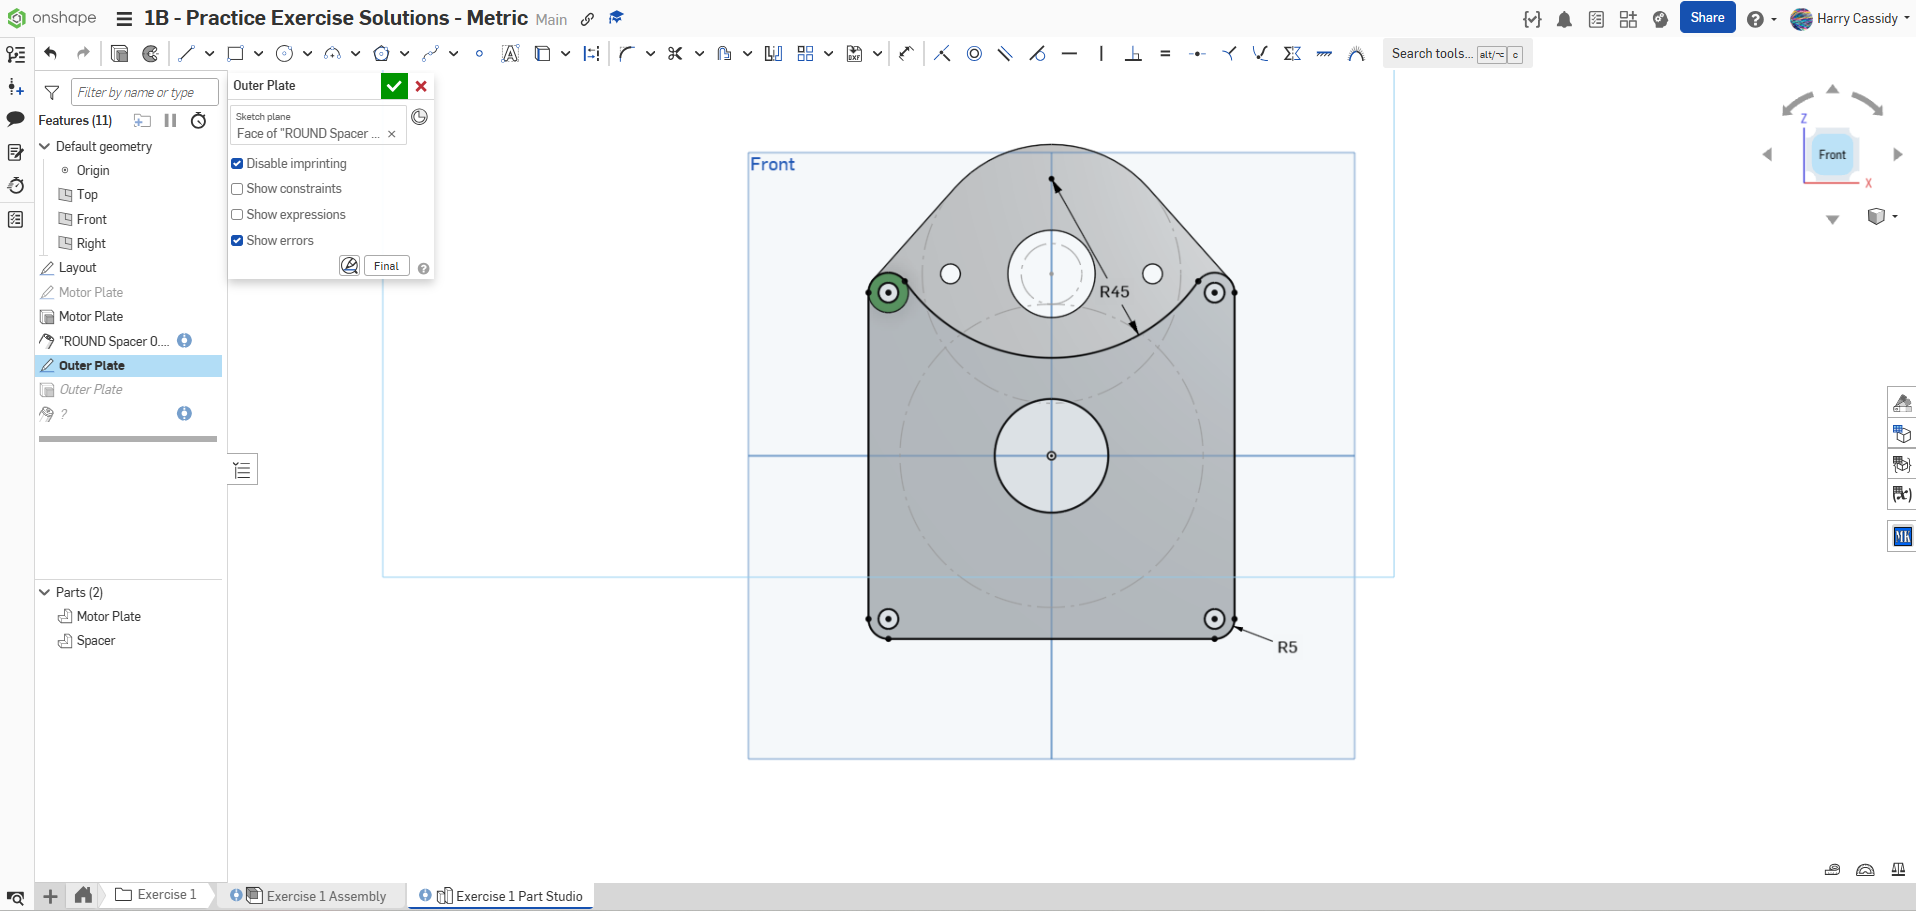 onshape 1B - Practice Exercise Solutions - Metric Main Share Harry Cassidy
Search tools... alt/⌥ c
Filter by name or type
Features (11)
Default geometry
Origin
Top
Front
Right
Layout
Motor Plate
Motor Plate
"ROUND Spacer 0....
Outer Plate
Outer Plate
?
Parts (2)
Motor Plate
Spacer
Outer Plate
Sketch plane
Face of "ROUND Spacer ...
Disable imprinting
Show constraints
Show expressions
Show errors
Final
Front
R45
R5
Z
Front
X
(x)
MK
Exercise 1
Exercise 1 Assembly
Exercise 1 Part Studio